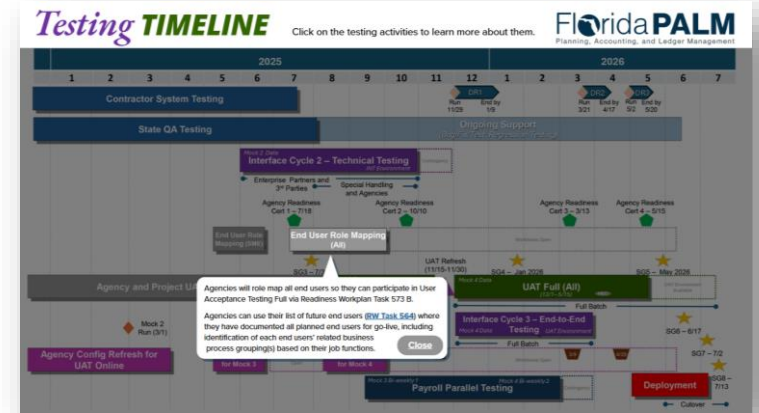 Testing TIMELINE
Click on the testing activities to learn more about them.
Florida PALM
Planning, Accounting, and Ledger Management
2025
2026
1 2 3 4 5 6 7 8 9 10 11 12 1 2 3 4 5 6 7
Contractor System Testing
DR1
DR2
DR3
Run 11/29
End by 1/9
Run 3/21
End by 4/17
Run 5/2
End by 5/20
State QA Testing
Ongoing Support
Mock 2 Data
Interface Cycle 2 – Technical Testing
UAT Environment
Enterprise Partners and 3rd Parties
Special Handling and Agencies
Agency Readiness Cert 1 – 7/18
Agency Readiness Cert 2 – 10/10
Agency Readiness Cert 3 – 3/13
Agency Readiness Cert 4 – 5/15
End User Role Mapping (SME)
End User Role Mapping
(All)
UAT Refresh
(11/15-11/30)
SG4 – Jan 2026
SG5 – May 2026
Agency and Project UA
Mock 4 Data
UAT Full (All)
Full Batch
Agencies will role map all end users so they can participate in User
Acceptance Testing Full via Readiness Workplan Task 573 B.
Agencies can use their list of future end users (RW Task 564) where
they have documented all planned end users for go-live, including
identification of each end users' related business
process grouping(s) based on their job functions.
Close
Mock 2
Run (3/1)
Interface Cycle 3 – End-to-End
Mock 4 Data
Testing
UAT Environment
Full Batch
SG6 – 6/17
SG7 – 7/2
SG8 – 7/13
Agency Config Refresh for
UAT Online
for Mock 3
for Mock 4
Payroll Parallel Testing
Deployment
Cutover